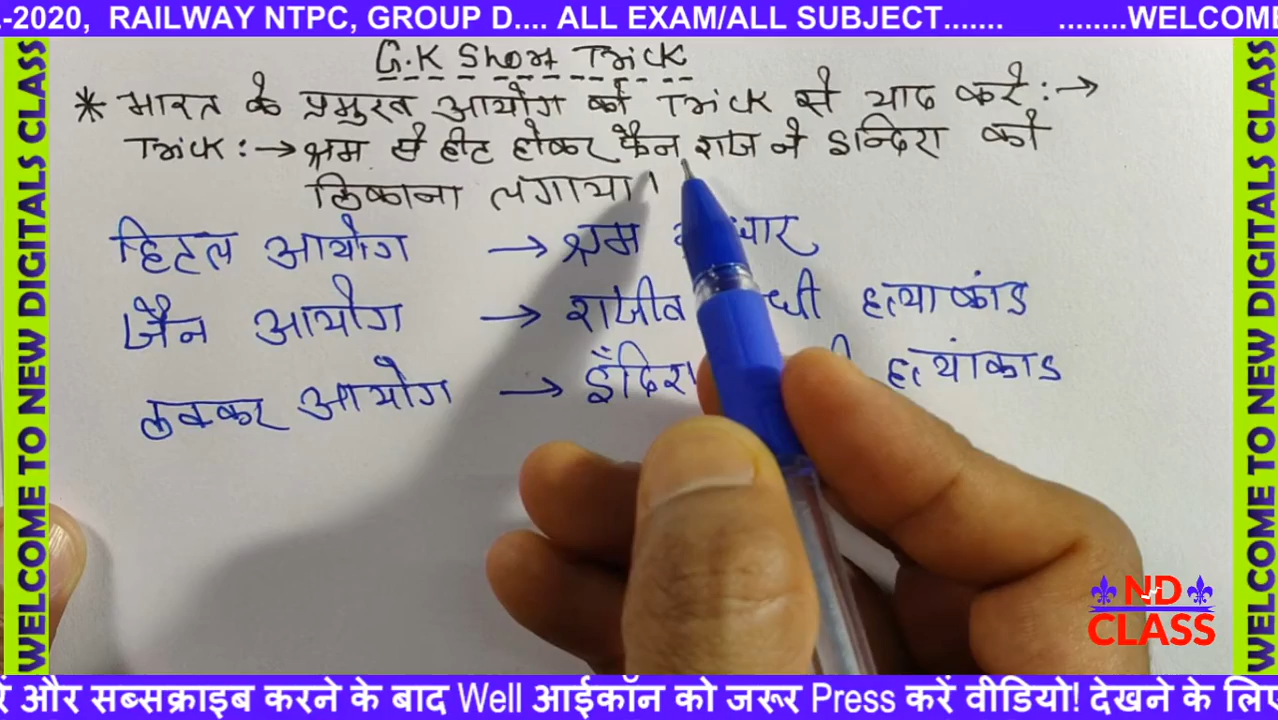 -2020, RAILWAY NTPC, GROUP D.... ALL EXAM/ALL SUBJECT....... ........WELCOME
G.K Short Trick
* भारत के प्रमुख आयोग को Trick से याद करे :→
Trick :→ श्रम से हीट होकर जैन राज ने इन्दिरा को
ठिकाना लगाया।
हिटल आयोग → श्रम
जैन आयोग → राजीव धी हत्याकांड
ठक्कर आयोग → इँदिरा हत्यांकाड
WELCOME TO NEW DIGITALS CLASS
WELCOME TO NEW DIGITALS CLASS
ND
CLASS
और सब्सक्राइब करने के बाद Well आईकॉन को जरूर Press करें वीडियो! देखने के लिए